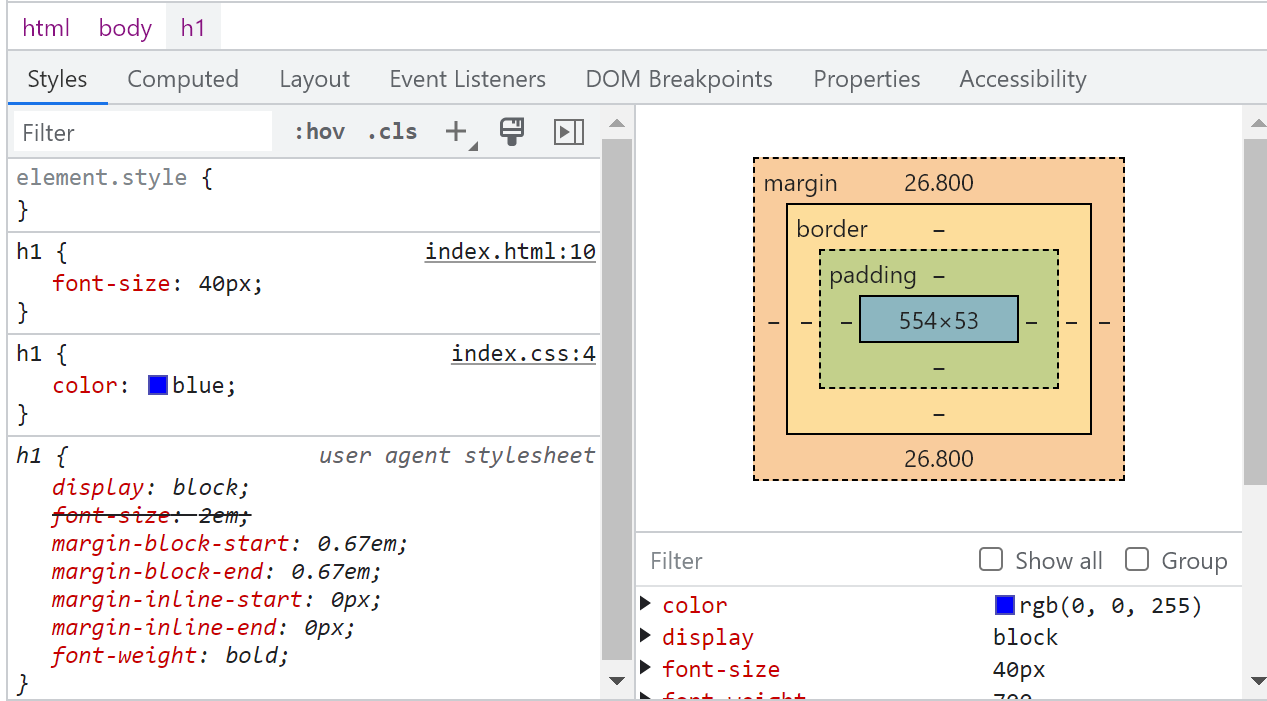 html body h1
Styles Computed Layout Event Listeners DOM Breakpoints Properties Accessibility
Filter :hov .cls +
element.style {
}
h1 { index.html:10
font-size: 40px;
}
h1 { index.css:4
color: blue;
}
h1 { user agent stylesheet
display: block;
font-size: 2em;
margin-block-start: 0.67em;
margin-block-end: 0.67em;
margin-inline-start: 0px;
margin-inline-end: 0px;
font-weight: bold;
}
margin 26.800
border –
padding –
– – – 554×53 – – –
–
–
26.800
Filter Show all Group
color rgb(0, 0, 255)
display block
font-size 40px
font-weight 700